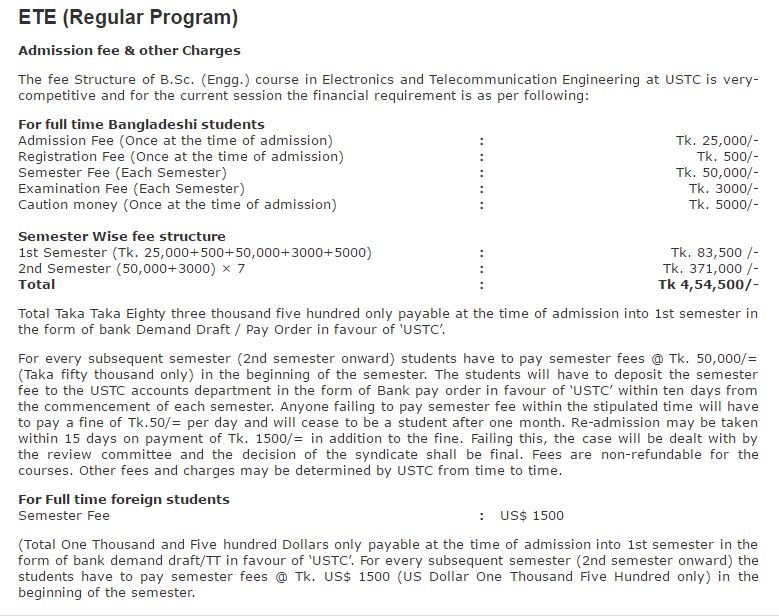 ETE (Regular Program)
Admission fee & other Charges
The fee Structure of B.Sc. (Engg.) course in Electronics and Telecommunication Engineering at USTC is very-
competitive and for the current session the financial requirement is as per following:
For full time Bangladeshi students
Admission Fee (Once at the time of admission) : Tk. 25,000/-
Registration Fee (Once at the time of admission) : Tk. 500/-
Semester Fee (Each Semester) : Tk. 50,000/-
Examination Fee (Each Semester) : Tk. 3000/-
Caution money (Once at the time of admission) : Tk. 5000/-
Semester Wise fee structure
1st Semester (Tk. 25,000+500+50,000+3000+5000) : Tk. 83,500 /-
2nd Semester (50,000+3000) × 7 : Tk. 371,000 /-
Total : Tk 4,54,500/-
Total Taka Taka Eighty three thousand five hundred only payable at the time of admission into 1st semester in
the form of bank Demand Draft / Pay Order in favour of ‘USTC’.
For every subsequent semester (2nd semester onward) students have to pay semester fees @ Tk. 50,000/=
(Taka fifty thousand only) in the beginning of the semester. The students will have to deposit the semester
fee to the USTC accounts department in the form of Bank pay order in favour of ‘USTC’ within ten days from
the commencement of each semester. Anyone failing to pay semester fee within the stipulated time will have
to pay a fine of Tk.50/= per day and will cease to be a student after one month. Re-admission may be taken
within 15 days on payment of Tk. 1500/= in addition to the fine. Failing this, the case will be dealt with by
the review committee and the decision of the syndicate shall be final. Fees are non-refundable for the
courses. Other fees and charges may be determined by USTC from time to time.
For Full time foreign students
Semester Fee : US$ 1500
(Total One Thousand and Five hundred Dollars only payable at the time of admission into 1st semester in the
form of bank demand draft/TT in favour of ‘USTC’. For every subsequent semester (2nd semester onward) the
students have to pay semester fees @ Tk. US$ 1500 (US Dollar One Thousand Five Hundred only) in the
beginning of the semester.